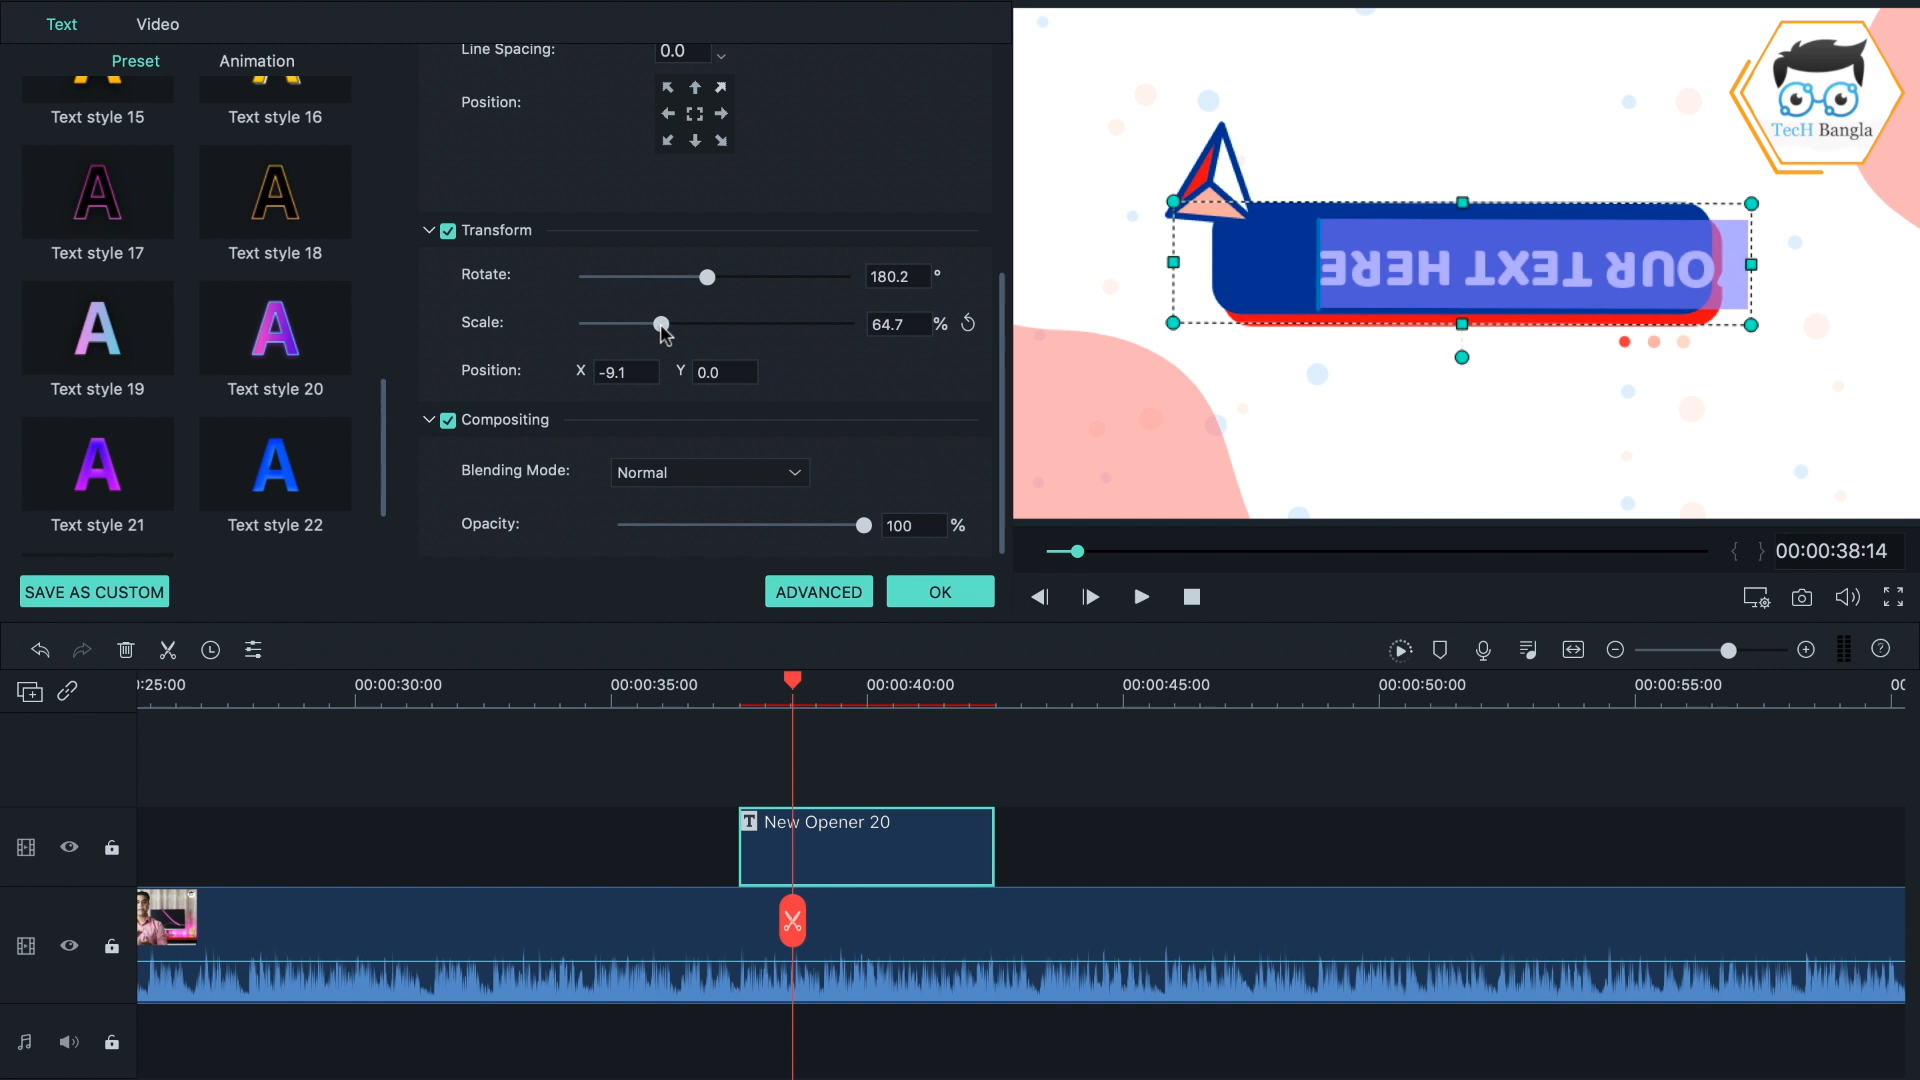 Text
Video
Preset
Animation
Text style 15
Text style 16
Text style 17
Text style 18
Text style 19
Text style 20
Text style 21
Text style 22
SAVE AS CUSTOM
Line Spacing:
0.0
Position:
Transform
Rotate:
180.2 °
Scale:
64.7 %
Position:
X -9.1
Y 0.0
Compositing
Blending Mode:
Normal
Opacity:
100 %
ADVANCED
OK
TecH Bangla
OUR TEXT HERE
{ } 00:00:38:14
):25:00
00:00:30:00
00:00:35:00
00:00:40:00
00:00:45:00
00:00:50:00
00:00:55:00
00
T New Opener 20